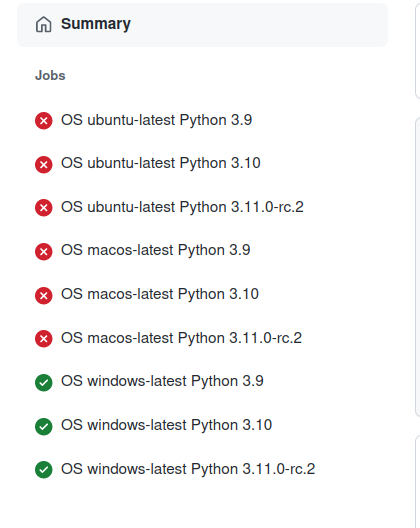 Summary
Jobs
OS ubuntu-latest Python 3.9
OS ubuntu-latest Python 3.10
OS ubuntu-latest Python 3.11.0-rc.2
OS macos-latest Python 3.9
OS macos-latest Python 3.10
OS macos-latest Python 3.11.0-rc.2
OS windows-latest Python 3.9
OS windows-latest Python 3.10
OS windows-latest Python 3.11.0-rc.2